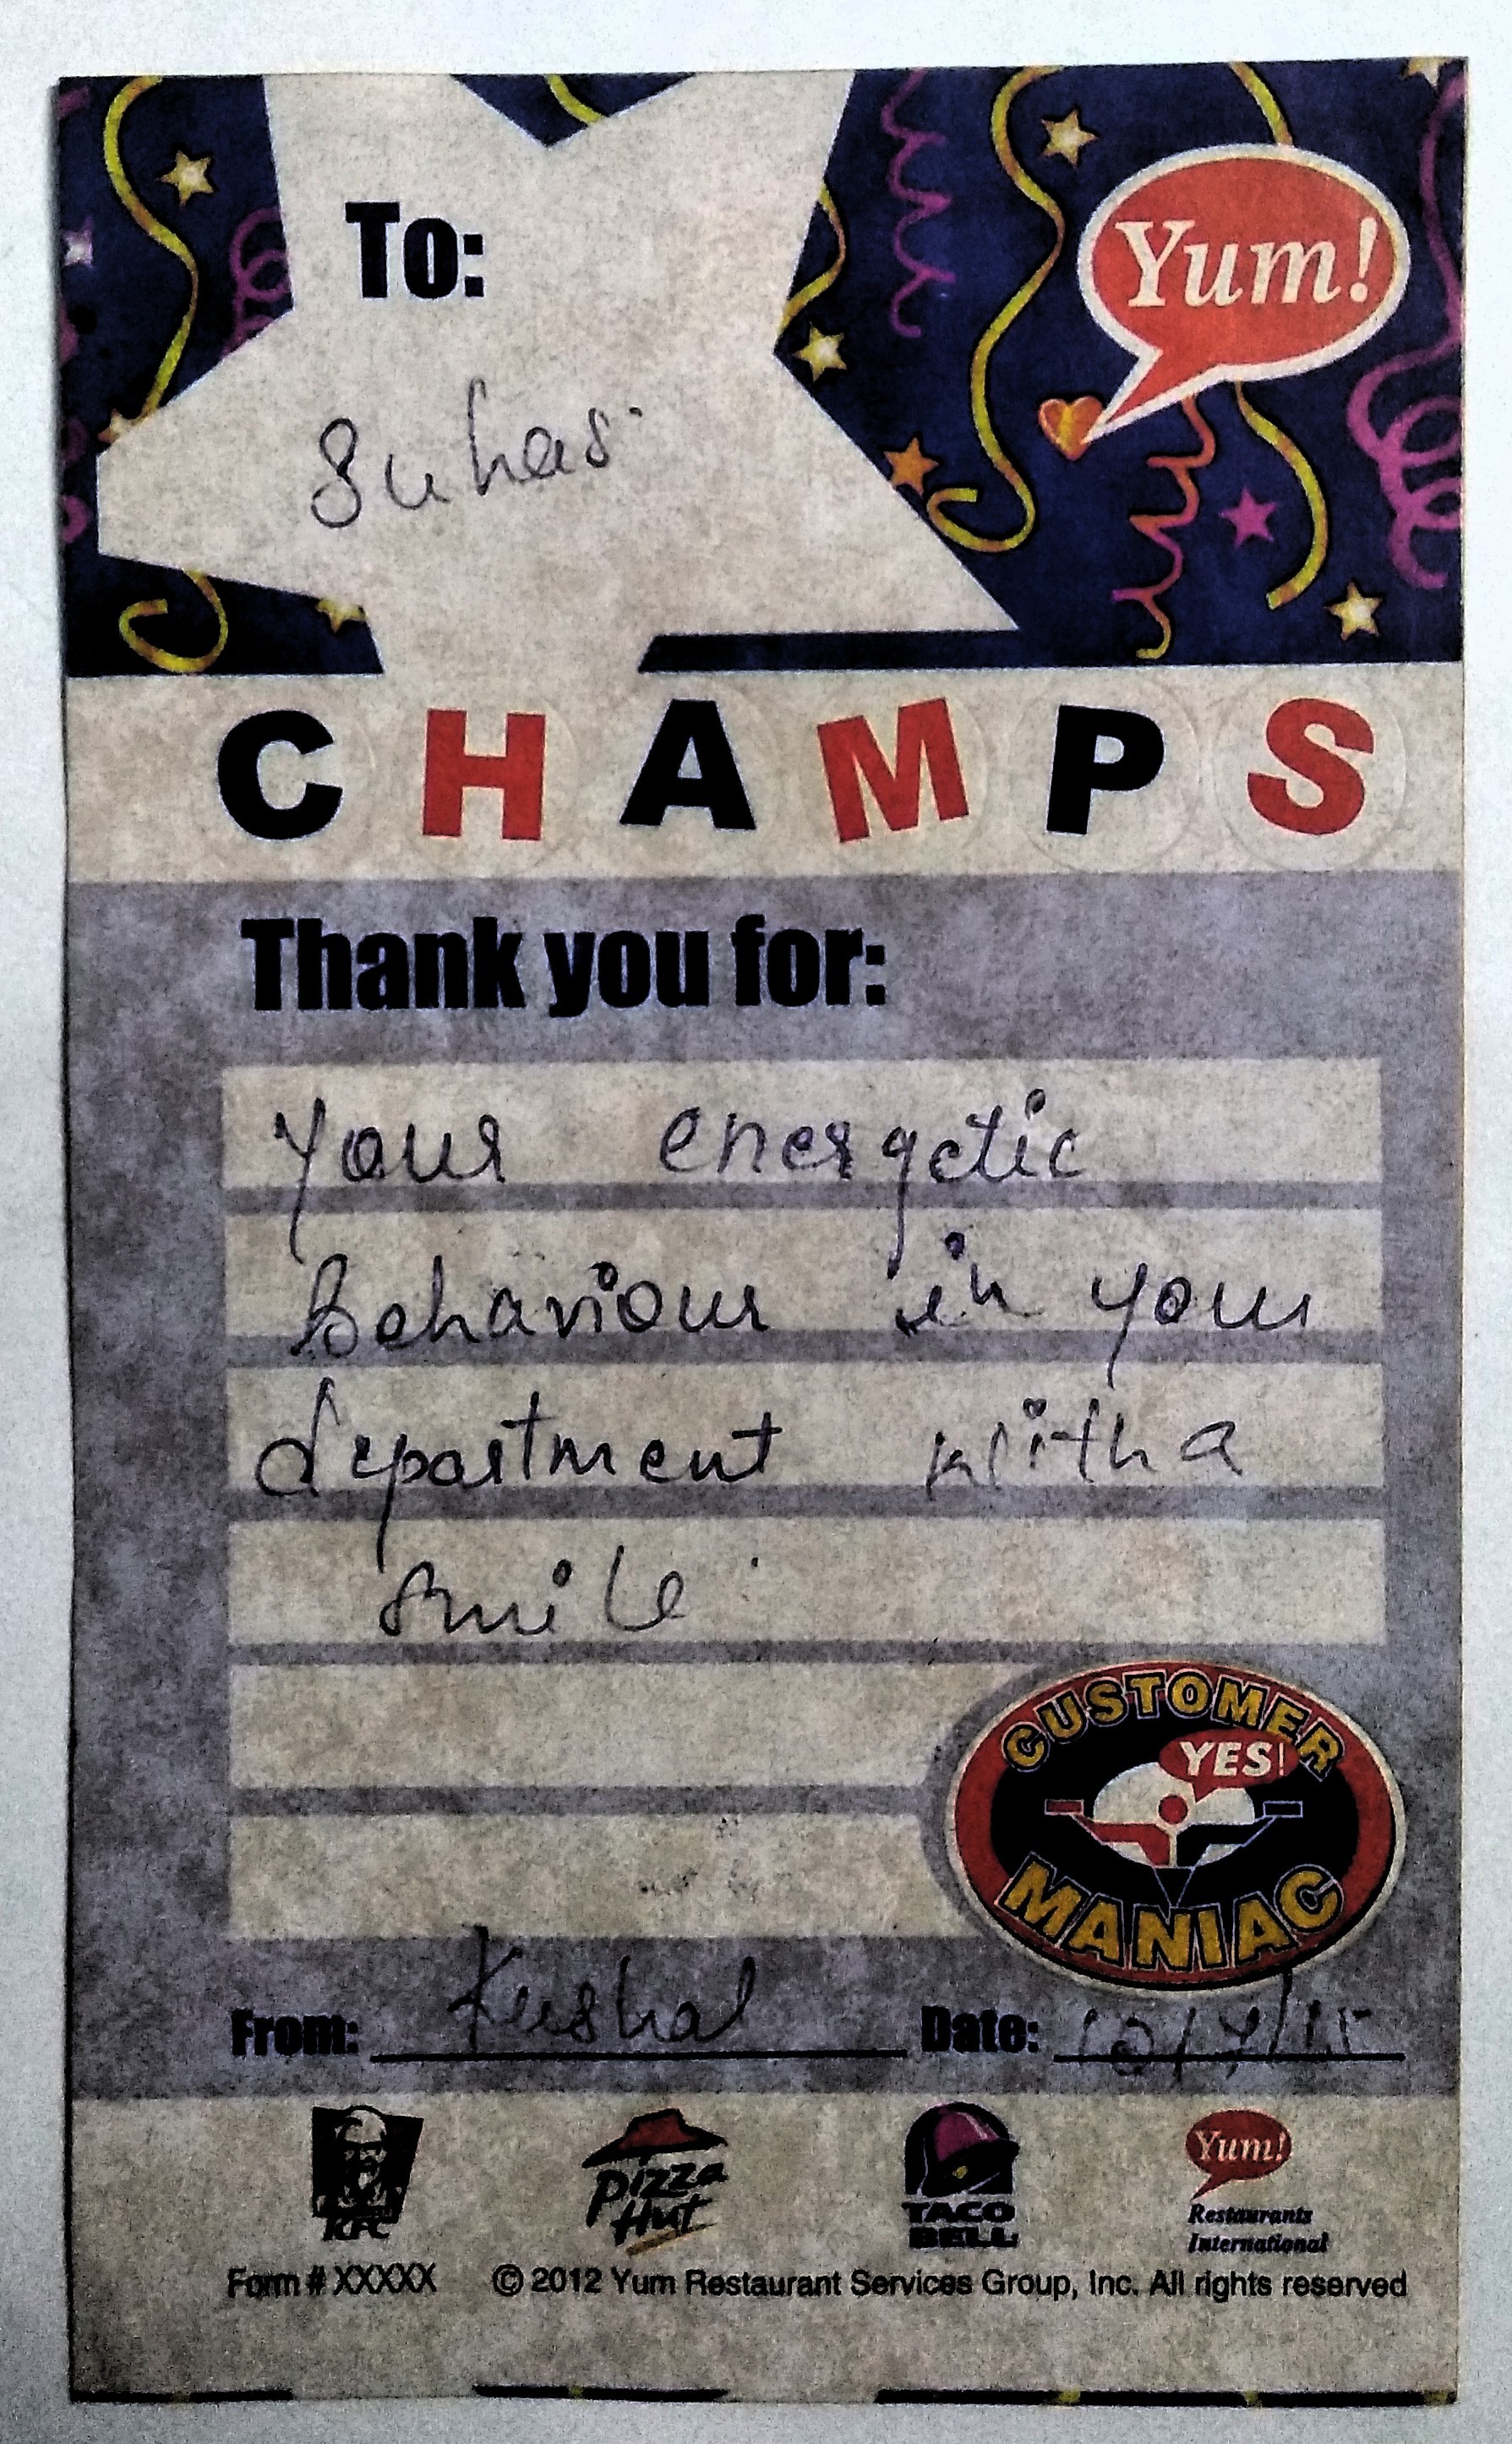 To:
Yum!
Suhas
CHAMPS
Thank you for:
Your energetic
Behaviour in your
department with a
smile.
CUSTOMER
YES!
MANIAC
From: Kushal Date: 10/7/15
KFC
Pizza
Hut
TACO
BELL
Yum!
Restaurants
International
Form # XXXXX © 2012 Yum Restaurant Services Group, Inc. All rights reserved